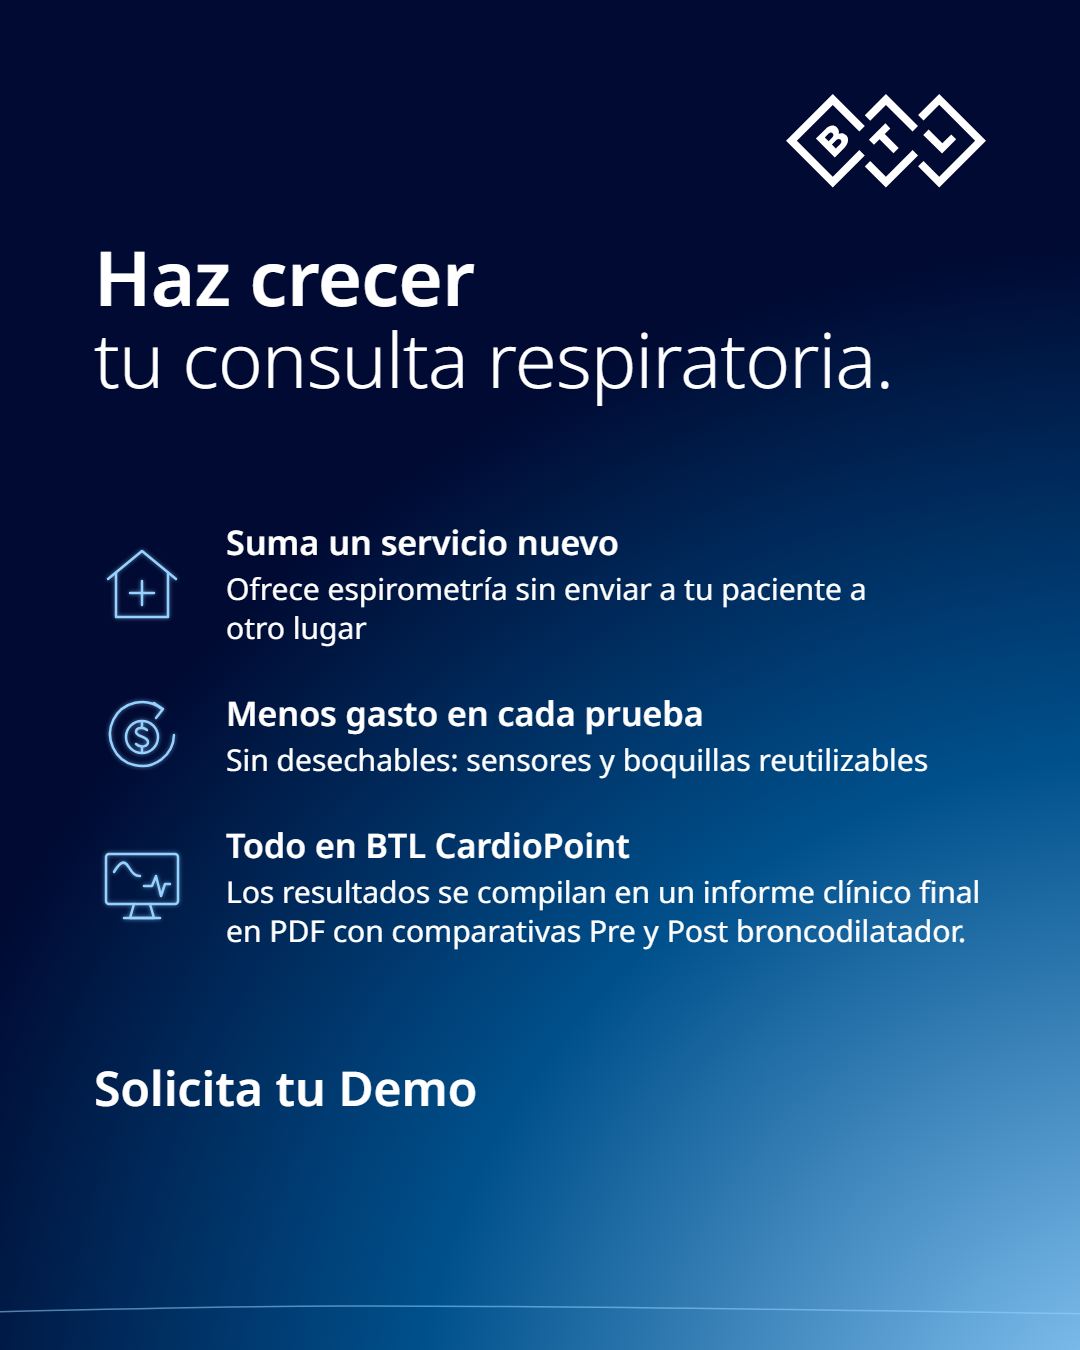 BTL
Haz crecer
tu consulta respiratoria.
Suma un servicio nuevo
Ofrece espirometría sin enviar a tu paciente a
otro lugar
Menos gasto en cada prueba
Sin desechables: sensores y boquillas reutilizables
Todo en BTL CardioPoint
Los resultados se compilan en un informe clínico final
en PDF con comparativas Pre y Post broncodilatador.
Solicita tu Demo